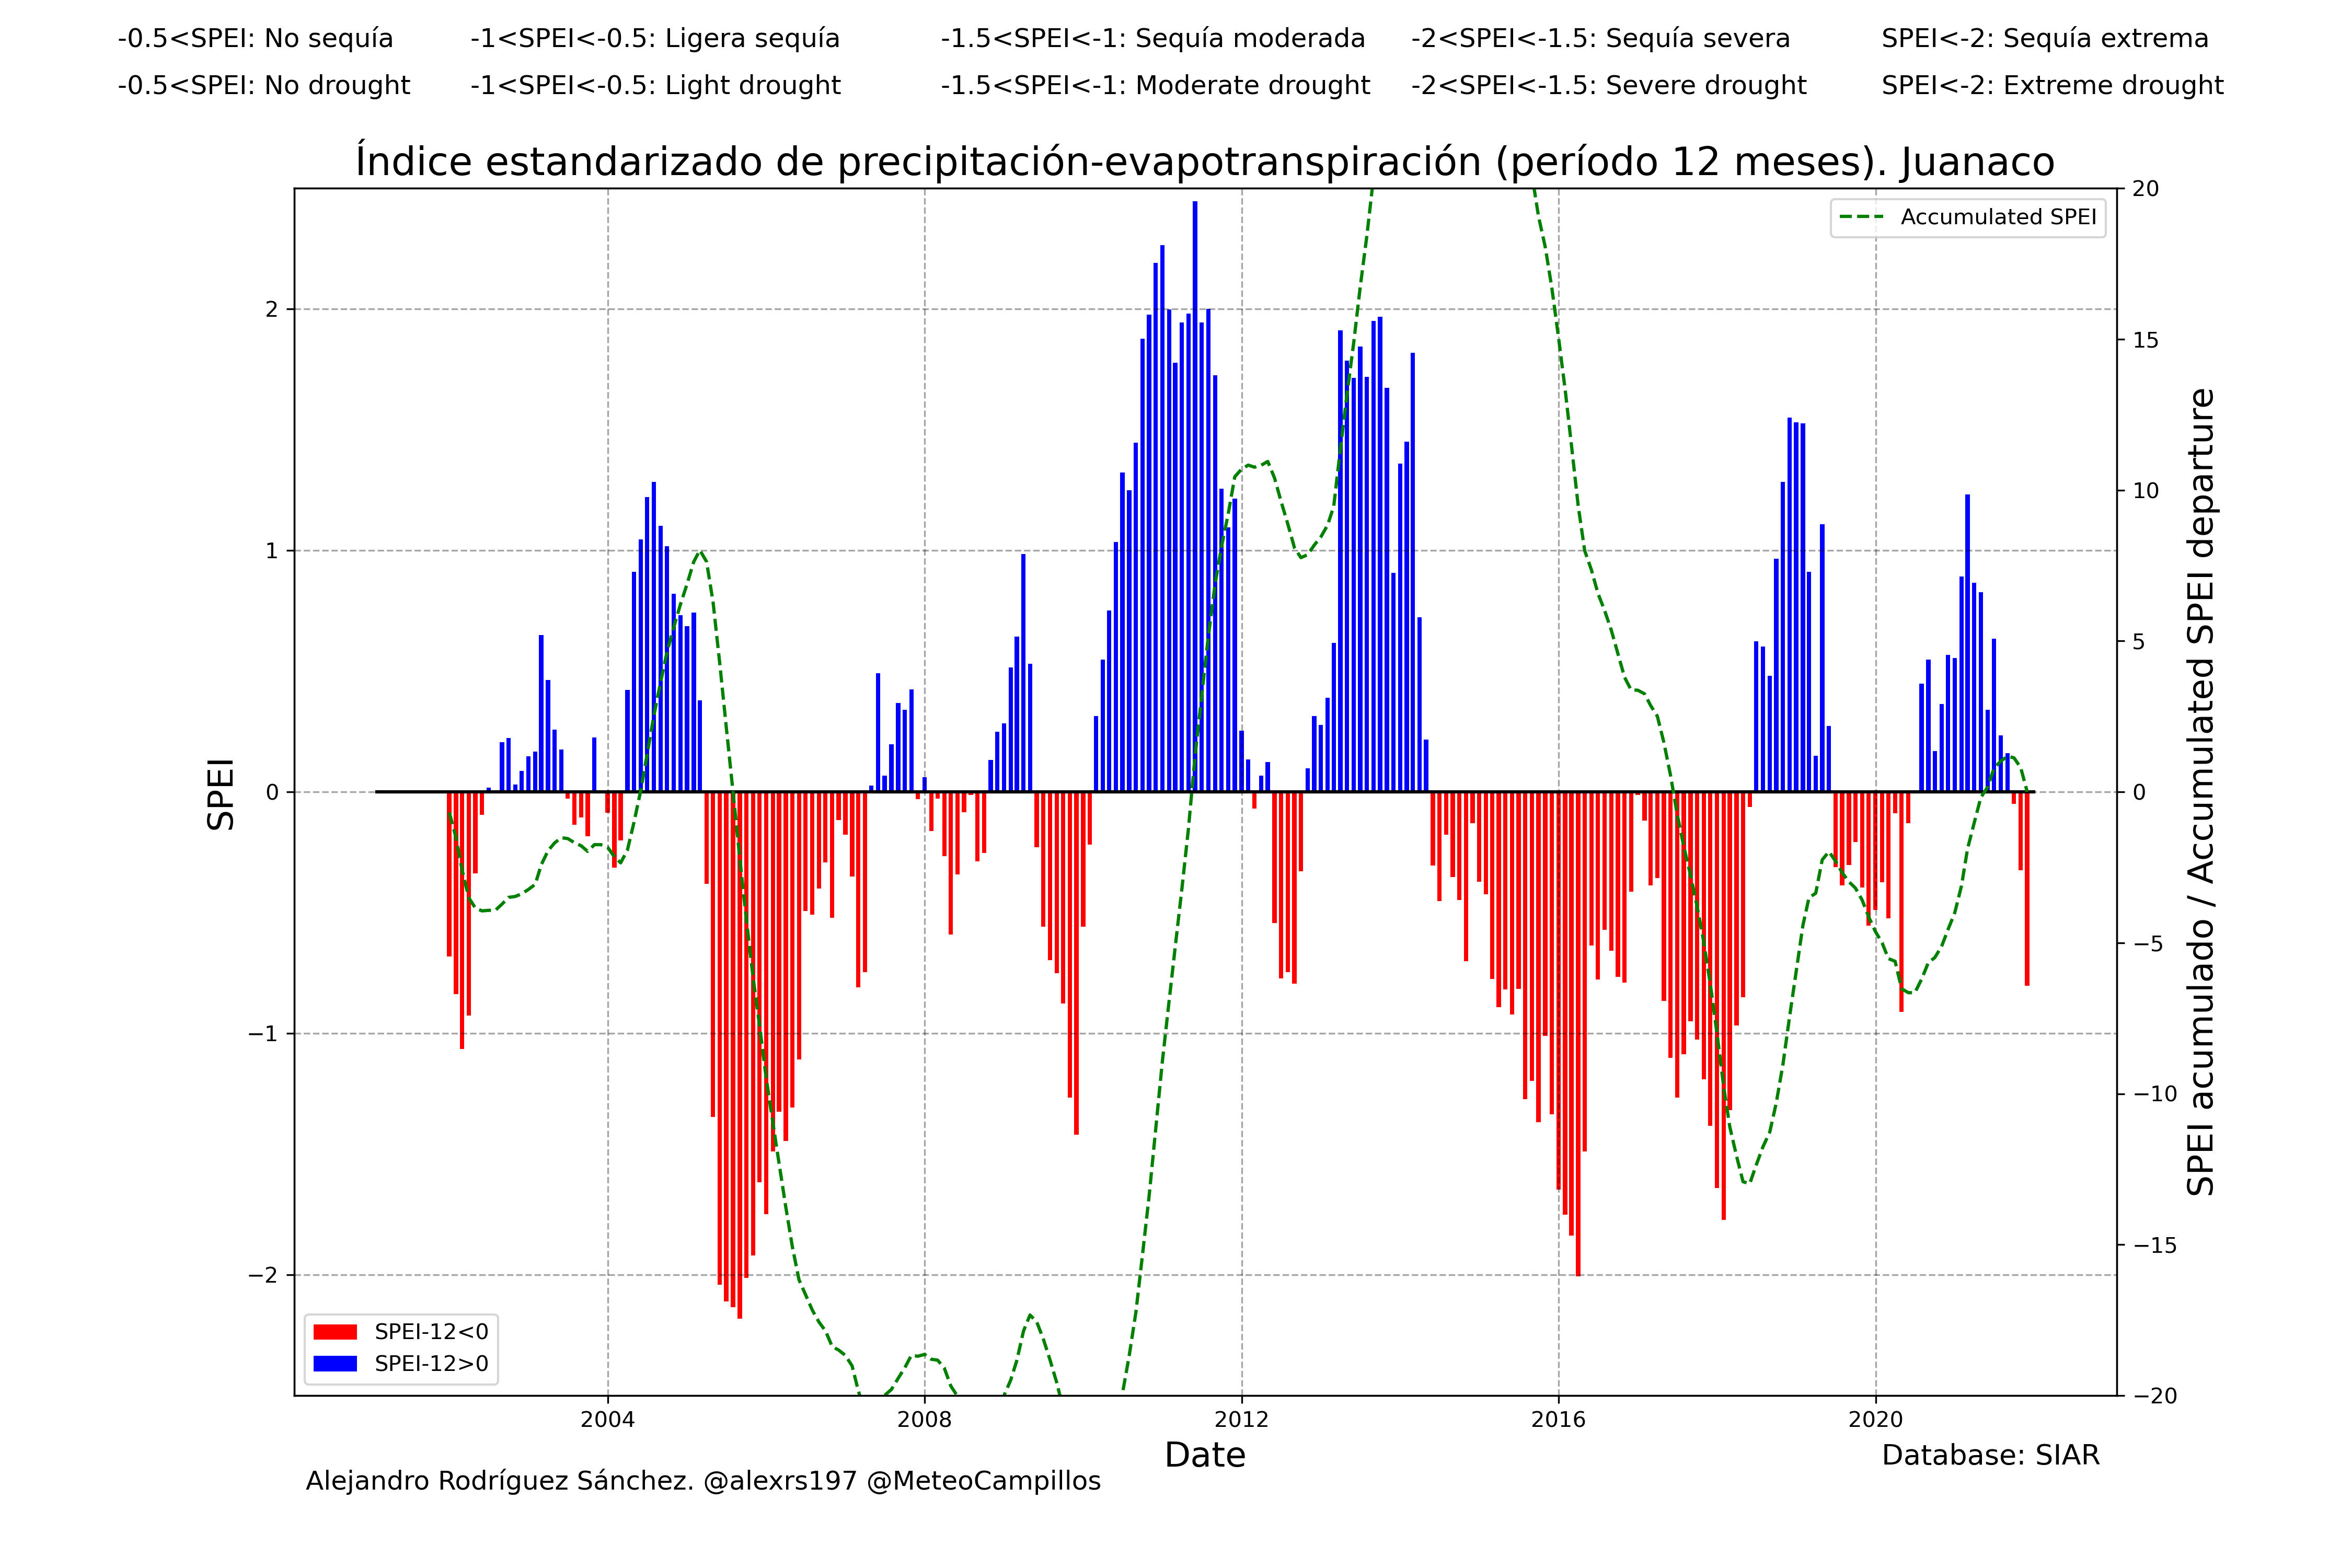 -0.5<SPEI: No sequía -1<SPEI<-0.5: Ligera sequía -1.5<SPEI<-1: Sequía moderada -2<SPEI<-1.5: Sequía severa SPEI<-2: Sequía extrema
-0.5<SPEI: No drought -1<SPEI<-0.5: Light drought -1.5<SPEI<-1: Moderate drought -2<SPEI<-1.5: Severe drought SPEI<-2: Extreme drought
Índice estandarizado de precipitación-evapotranspiración (período 12 meses). Juanaco
Accumulated SPEI
SPEI
2
1
0
−1
−2
20
15
10
5
0
−5
−10
−15
−20
SPEI acumulado / Accumulated SPEI departure
SPEI-12<0
SPEI-12>0
2004 2008 2012 2016 2020
Date
Database: SIAR
Alejandro Rodríguez Sánchez. @alexrs197 @MeteoCampillos